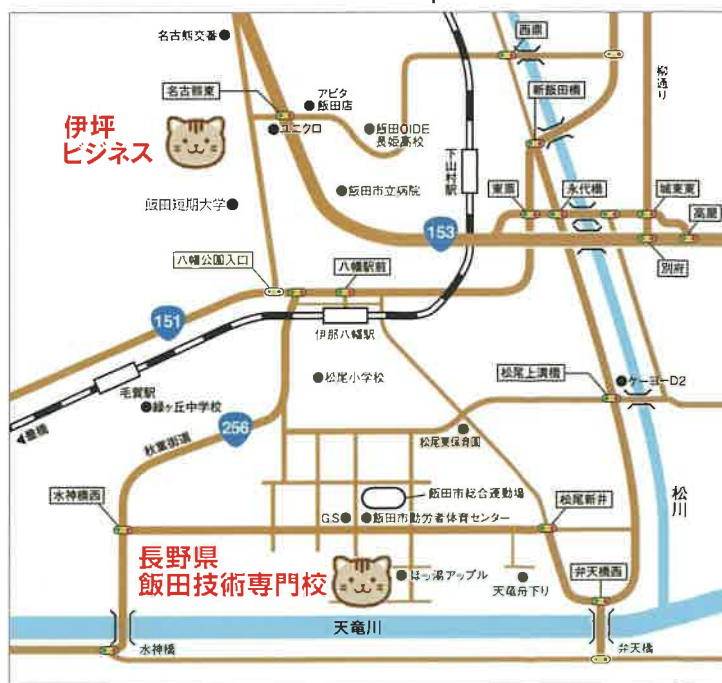 名古熊交番
西鼎
柳通り
名古熊東
アピタ
飯田店
新飯田橋
伊坪
ビジネス
ユニクロ
飯田OIDE
長姫高校
下山村駅
飯田短期大学
飯田市立病院
東鼎
永代橋
城東東
高屋
153
別府
八幡公園入口
八幡駅前
151
伊那八幡駅
毛賀駅
松尾小学校
松尾上溝橋
ケーヨーD2
緑ヶ丘中学校
豊橋
秋葉街道
256
松尾東保育園
松川
水神橋西
飯田市総合運動場
G.S
飯田市勤労者体育センター
松尾新井
長野県
飯田技術専門校
ほっ湯アップル
天竜舟下り
弁天橋西
天竜川
水神橋
弁天橋